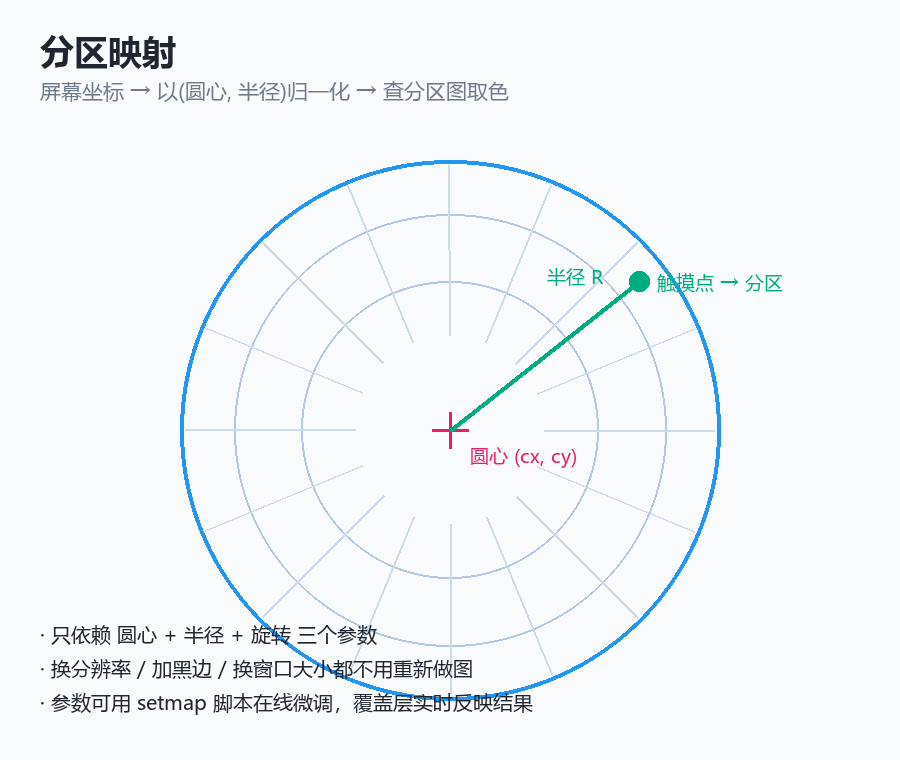 分区映射
屏幕坐标 → 以(圆心, 半径)归一化 → 查分区图取色
半径 R
触摸点 → 分区
圆心 (cx, cy)
· 只依赖 圆心 + 半径 + 旋转 三个参数
· 换分辨率 / 加黑边 / 换窗口大小都不用重新做图
· 参数可用 setmap 脚本在线微调，覆盖层实时反映结果